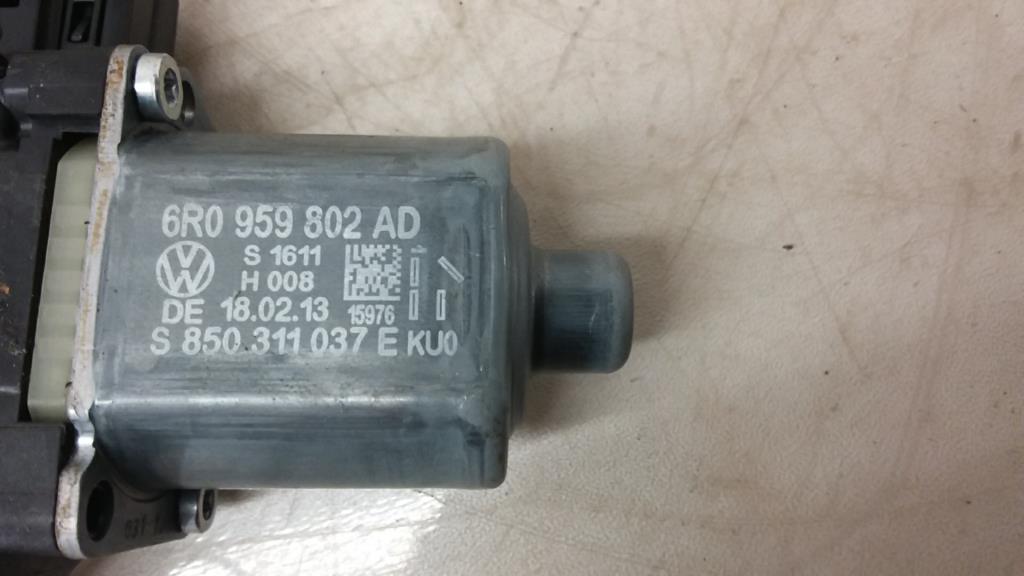 6R0 959 802 AD
S 1611
H 008
DE 18.02.13 15976
S 850.311.037 E KU0